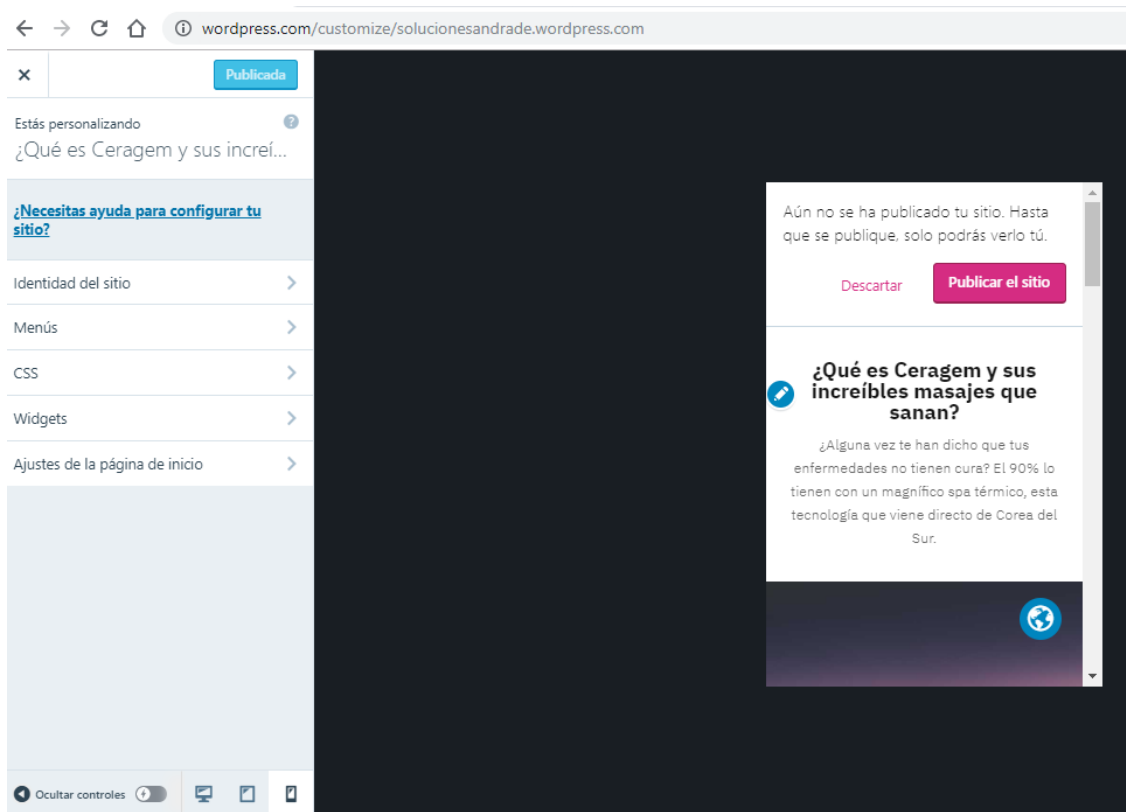 wordpress.com/customize/solucionesandrade.wordpress.com
Publicada
Estás personalizando
¿Qué es Ceragem y sus increí...
¿Necesitas ayuda para configurar tu
sitio?
Identidad del sitio
Menús
CSS
Widgets
Ajustes de la página de inicio
Ocultar controles
Aún no se ha publicado tu sitio. Hasta
que se publique, solo podrás verlo tú.
Descartar
Publicar el sitio
¿Qué es Ceragem y sus
increíbles masajes que
sanan?
¿Alguna vez te han dicho que tus
enfermedades no tienen cura? El 90% lo
tienen con un magnífico spa térmico, esta
tecnología que viene directo de Corea del
Sur.